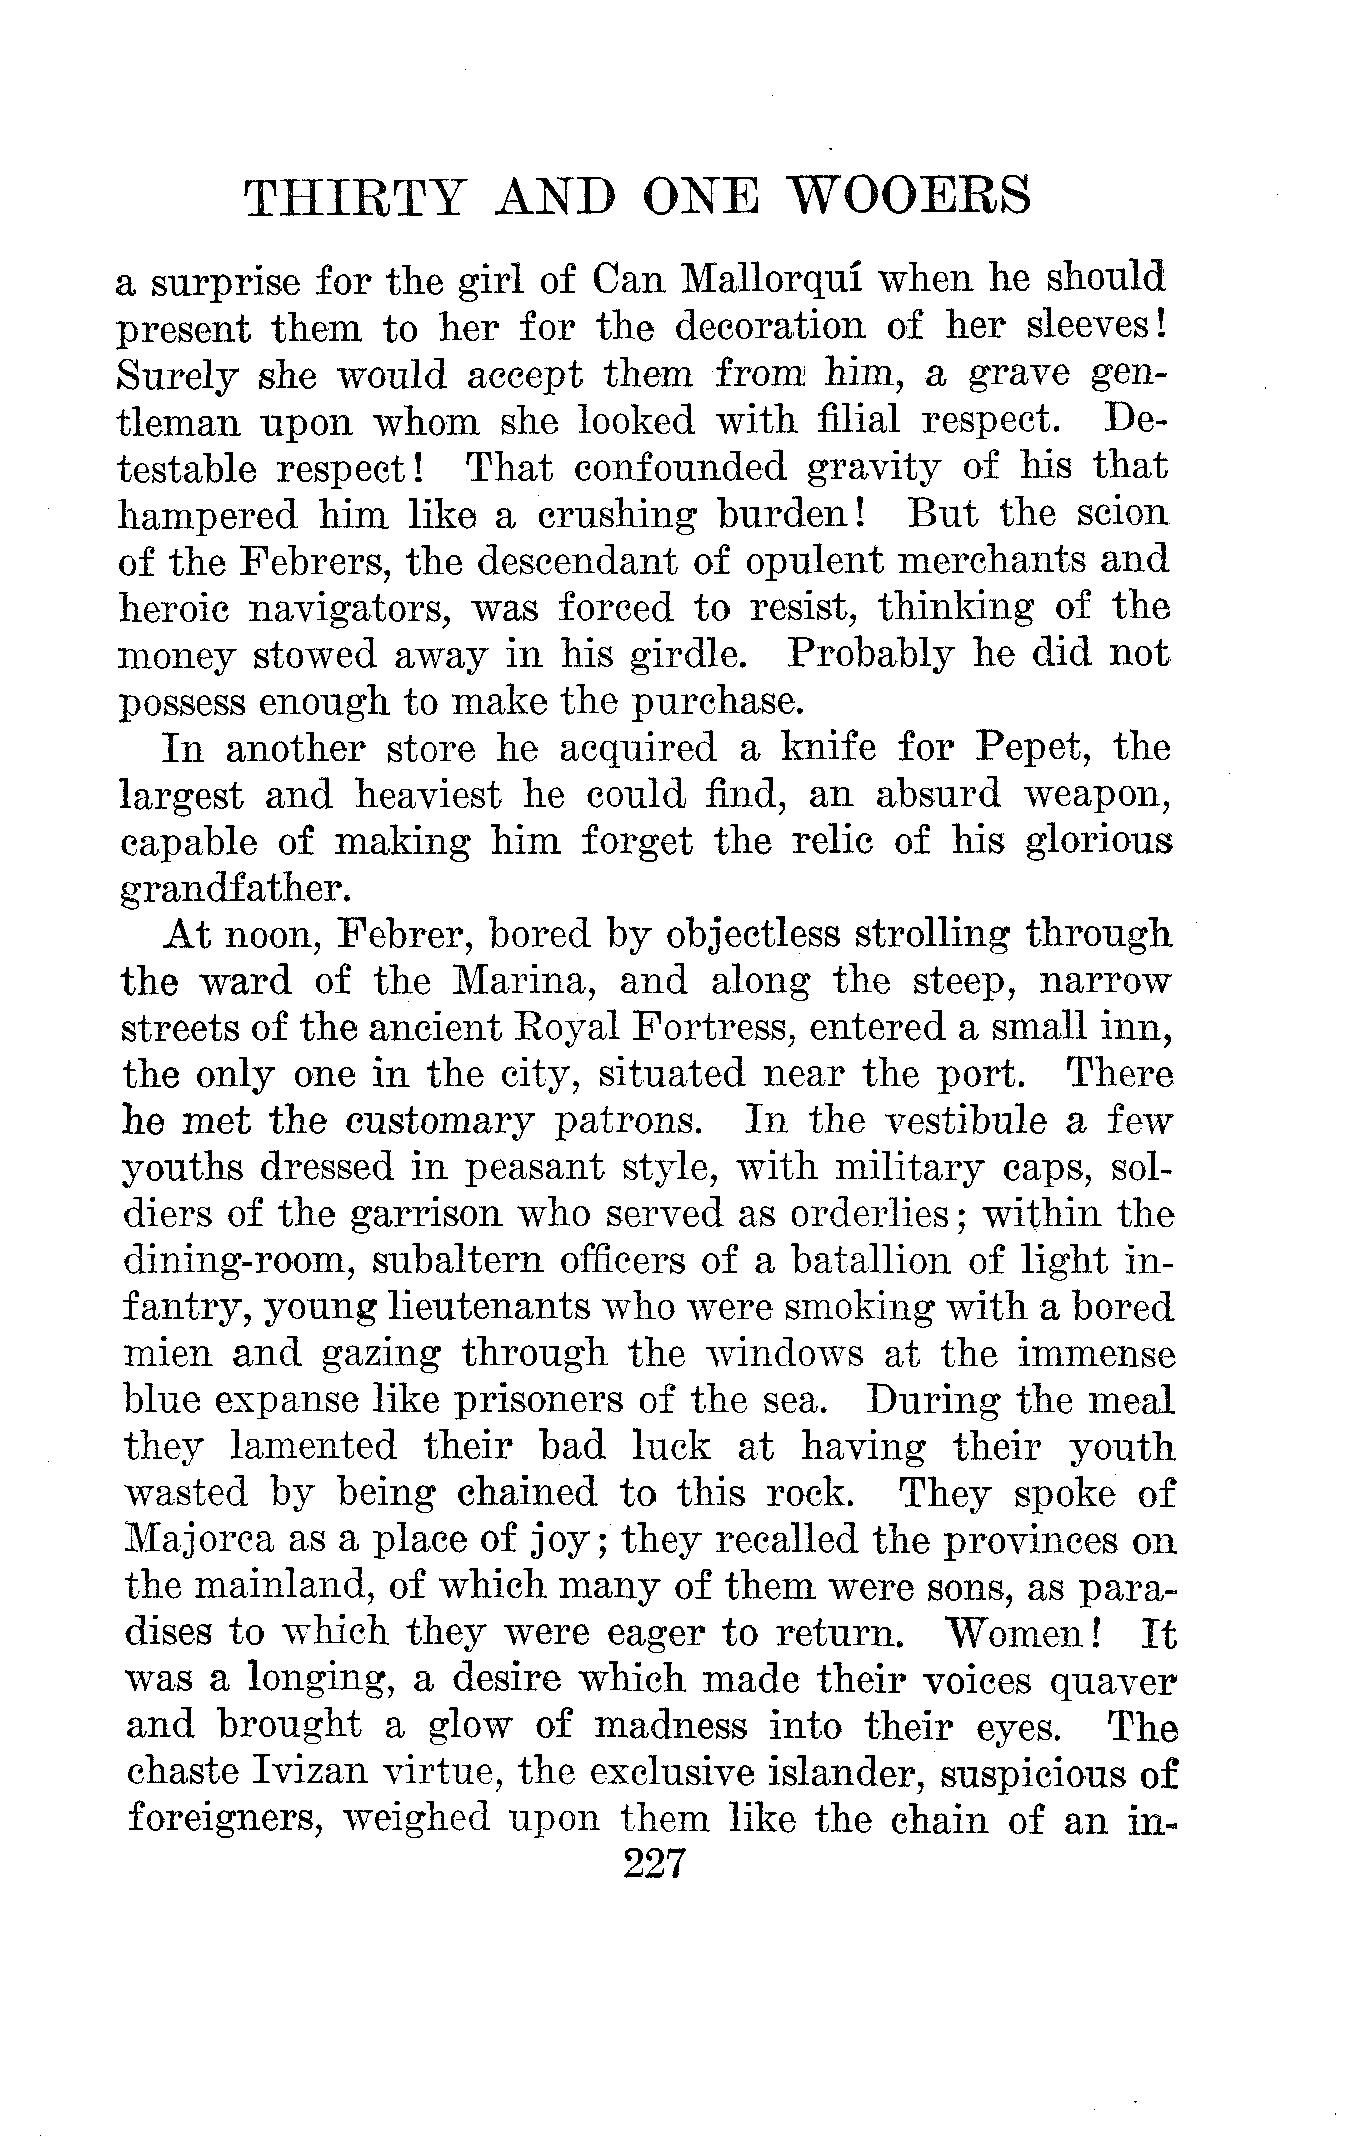 THIRTY AND ONE WOOERS
a surprise for the girl of Can Mallorquí when he should
present them to her for the decoration of her sleeves!
Surely she would accept them from him, a grave gen-
tleman upon whom she looked with filial respect. De-
testable respect! That confounded gravity of his that
hampered him like a crushing burden! But the scion
of the Febrers, the descendant of opulent merchants and
heroic navigators, was forced to resist, thinking of the
money stowed away in his girdle. Probably he did not
possess enough to make the purchase.
In another store he acquired a knife for Pepet, the
largest and heaviest he could find, an absurd weapon,
capable of making him forget the relic of his glorious
grandfather.
At noon, Febrer, bored by objectless strolling through
the ward of the Marina, and along the steep, narrow
streets of the ancient Royal Fortress, entered a small inn,
the only one in the city, situated near the port. There
he met the customary patrons. In the vestibule a few
youths dressed in peasant style, with military caps, sol-
diers of the garrison who served as orderlies; within the
dining-room, subaltern officers of a batallion of light in-
fantry, young lieutenants who were smoking with a bored
mien and gazing through the windows at the immense
blue expanse like prisoners of the sea. During the meal
they lamented their bad luck at having their youth
wasted by being chained to this rock. They spoke of
Majorca as a place of joy; they recalled the provinces on
the mainland, of which many of them were sons, as para-
dises to which they were eager to return. Women! It
was a longing, a desire which made their voices quaver
and brought a glow of madness into their eyes. The
chaste Ivizan virtue, the exclusive islander, suspicious of
foreigners, weighed upon them like the chain of an in-
227